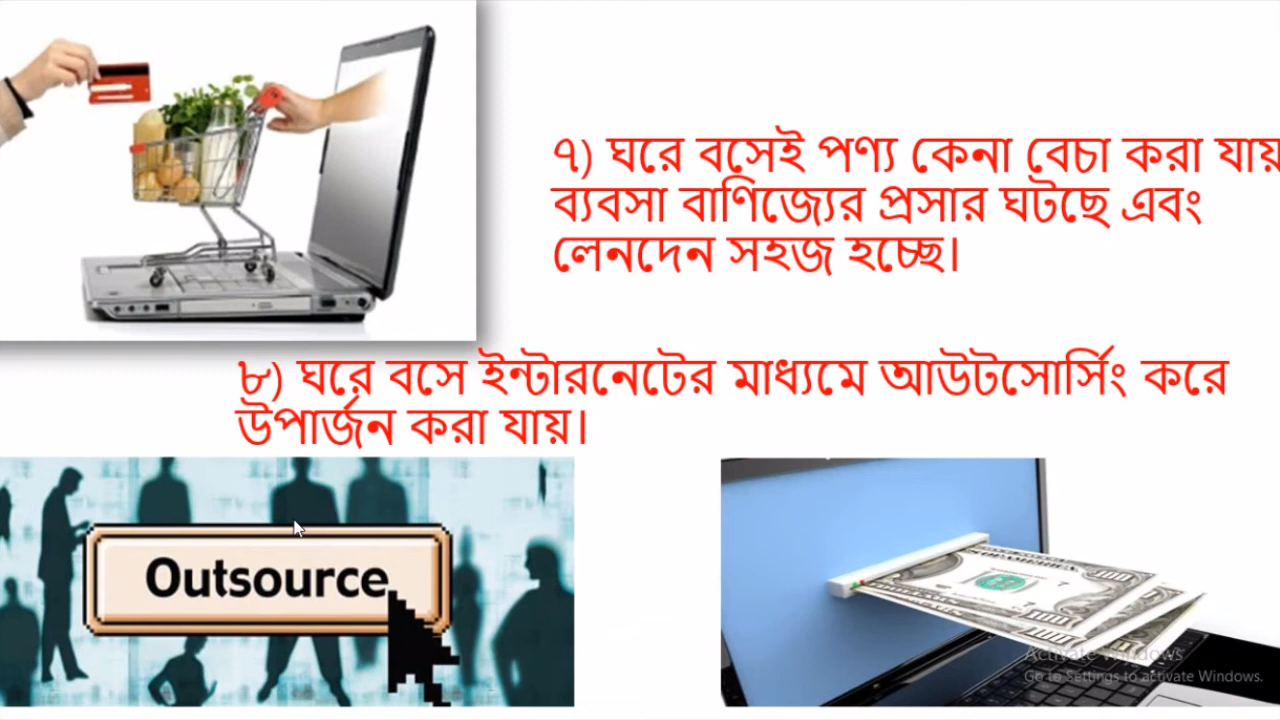 ৭) ঘরে বসেই পণ্য কেনা বেচা করা যায়
ব্যবসা বাণিজ্যের প্রসার ঘটছে এবং
লেনদেন সহজ হচ্ছে।
৮) ঘরে বসে ইন্টারনেটের মাধ্যমে আউটসোর্সিং করে
উপার্জন করা যায়।
Outsource
100
Activate Windows
Go to Settings to activate Windows.